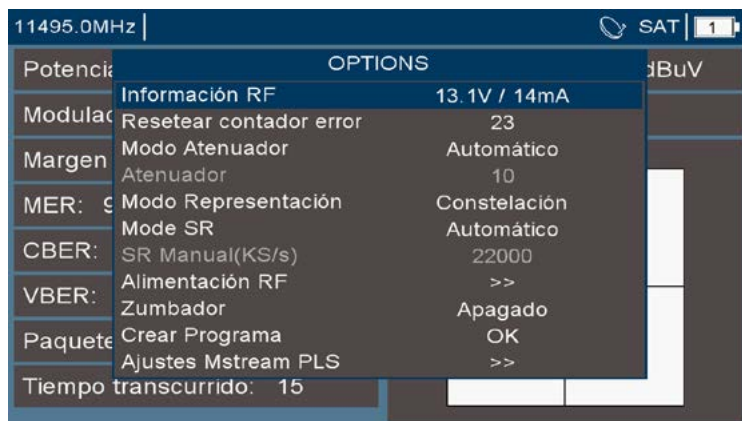 11495.0MHz SAT 1
OPTIONS
Potencia dBuV
Información RF 13.1V / 14mA
Modulac
Resetear contador error 23
Modo Atenuador Automático
Margen
Atenuador 10
MER: 9 Modo Representación Constelación
Mode SR Automático
CBER: SR Manual(KS/s) 22000
Alimentación RF >>
VBER: Zumbador Apagado
Paquete Crear Programa OK
Ajustes Mstream PLS >>
Tiempo transcurrido: 15